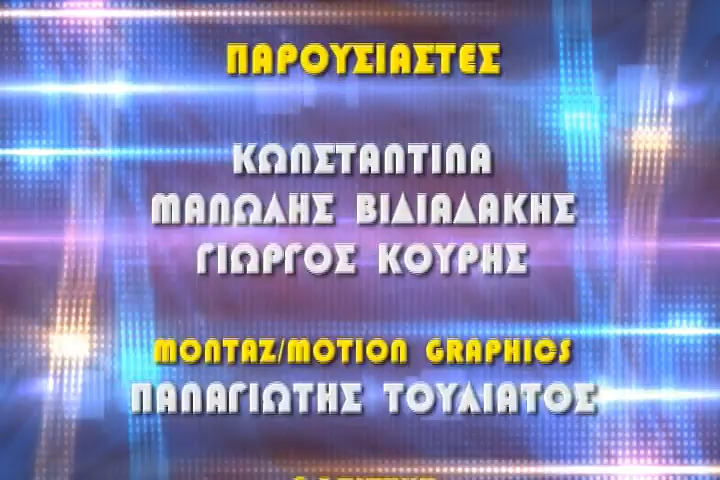 ΠΑΡΟΥΣΙΑΣΤΕΣ
ΚΩΝΣΤΑΝΤΙΝΑ
ΜΑΝΩΛΗΣ ΒΙΔΙΑΔΑΚΗΣ
ΓΙΩΡΓΟΣ ΚΟΥΡΗΣ
ΜΟΝΤΑΖ/MOTION GRAPHICS
ΠΑΝΑΓΙΩΤΗΣ ΤΟΥΛΙΑΤΟΣ